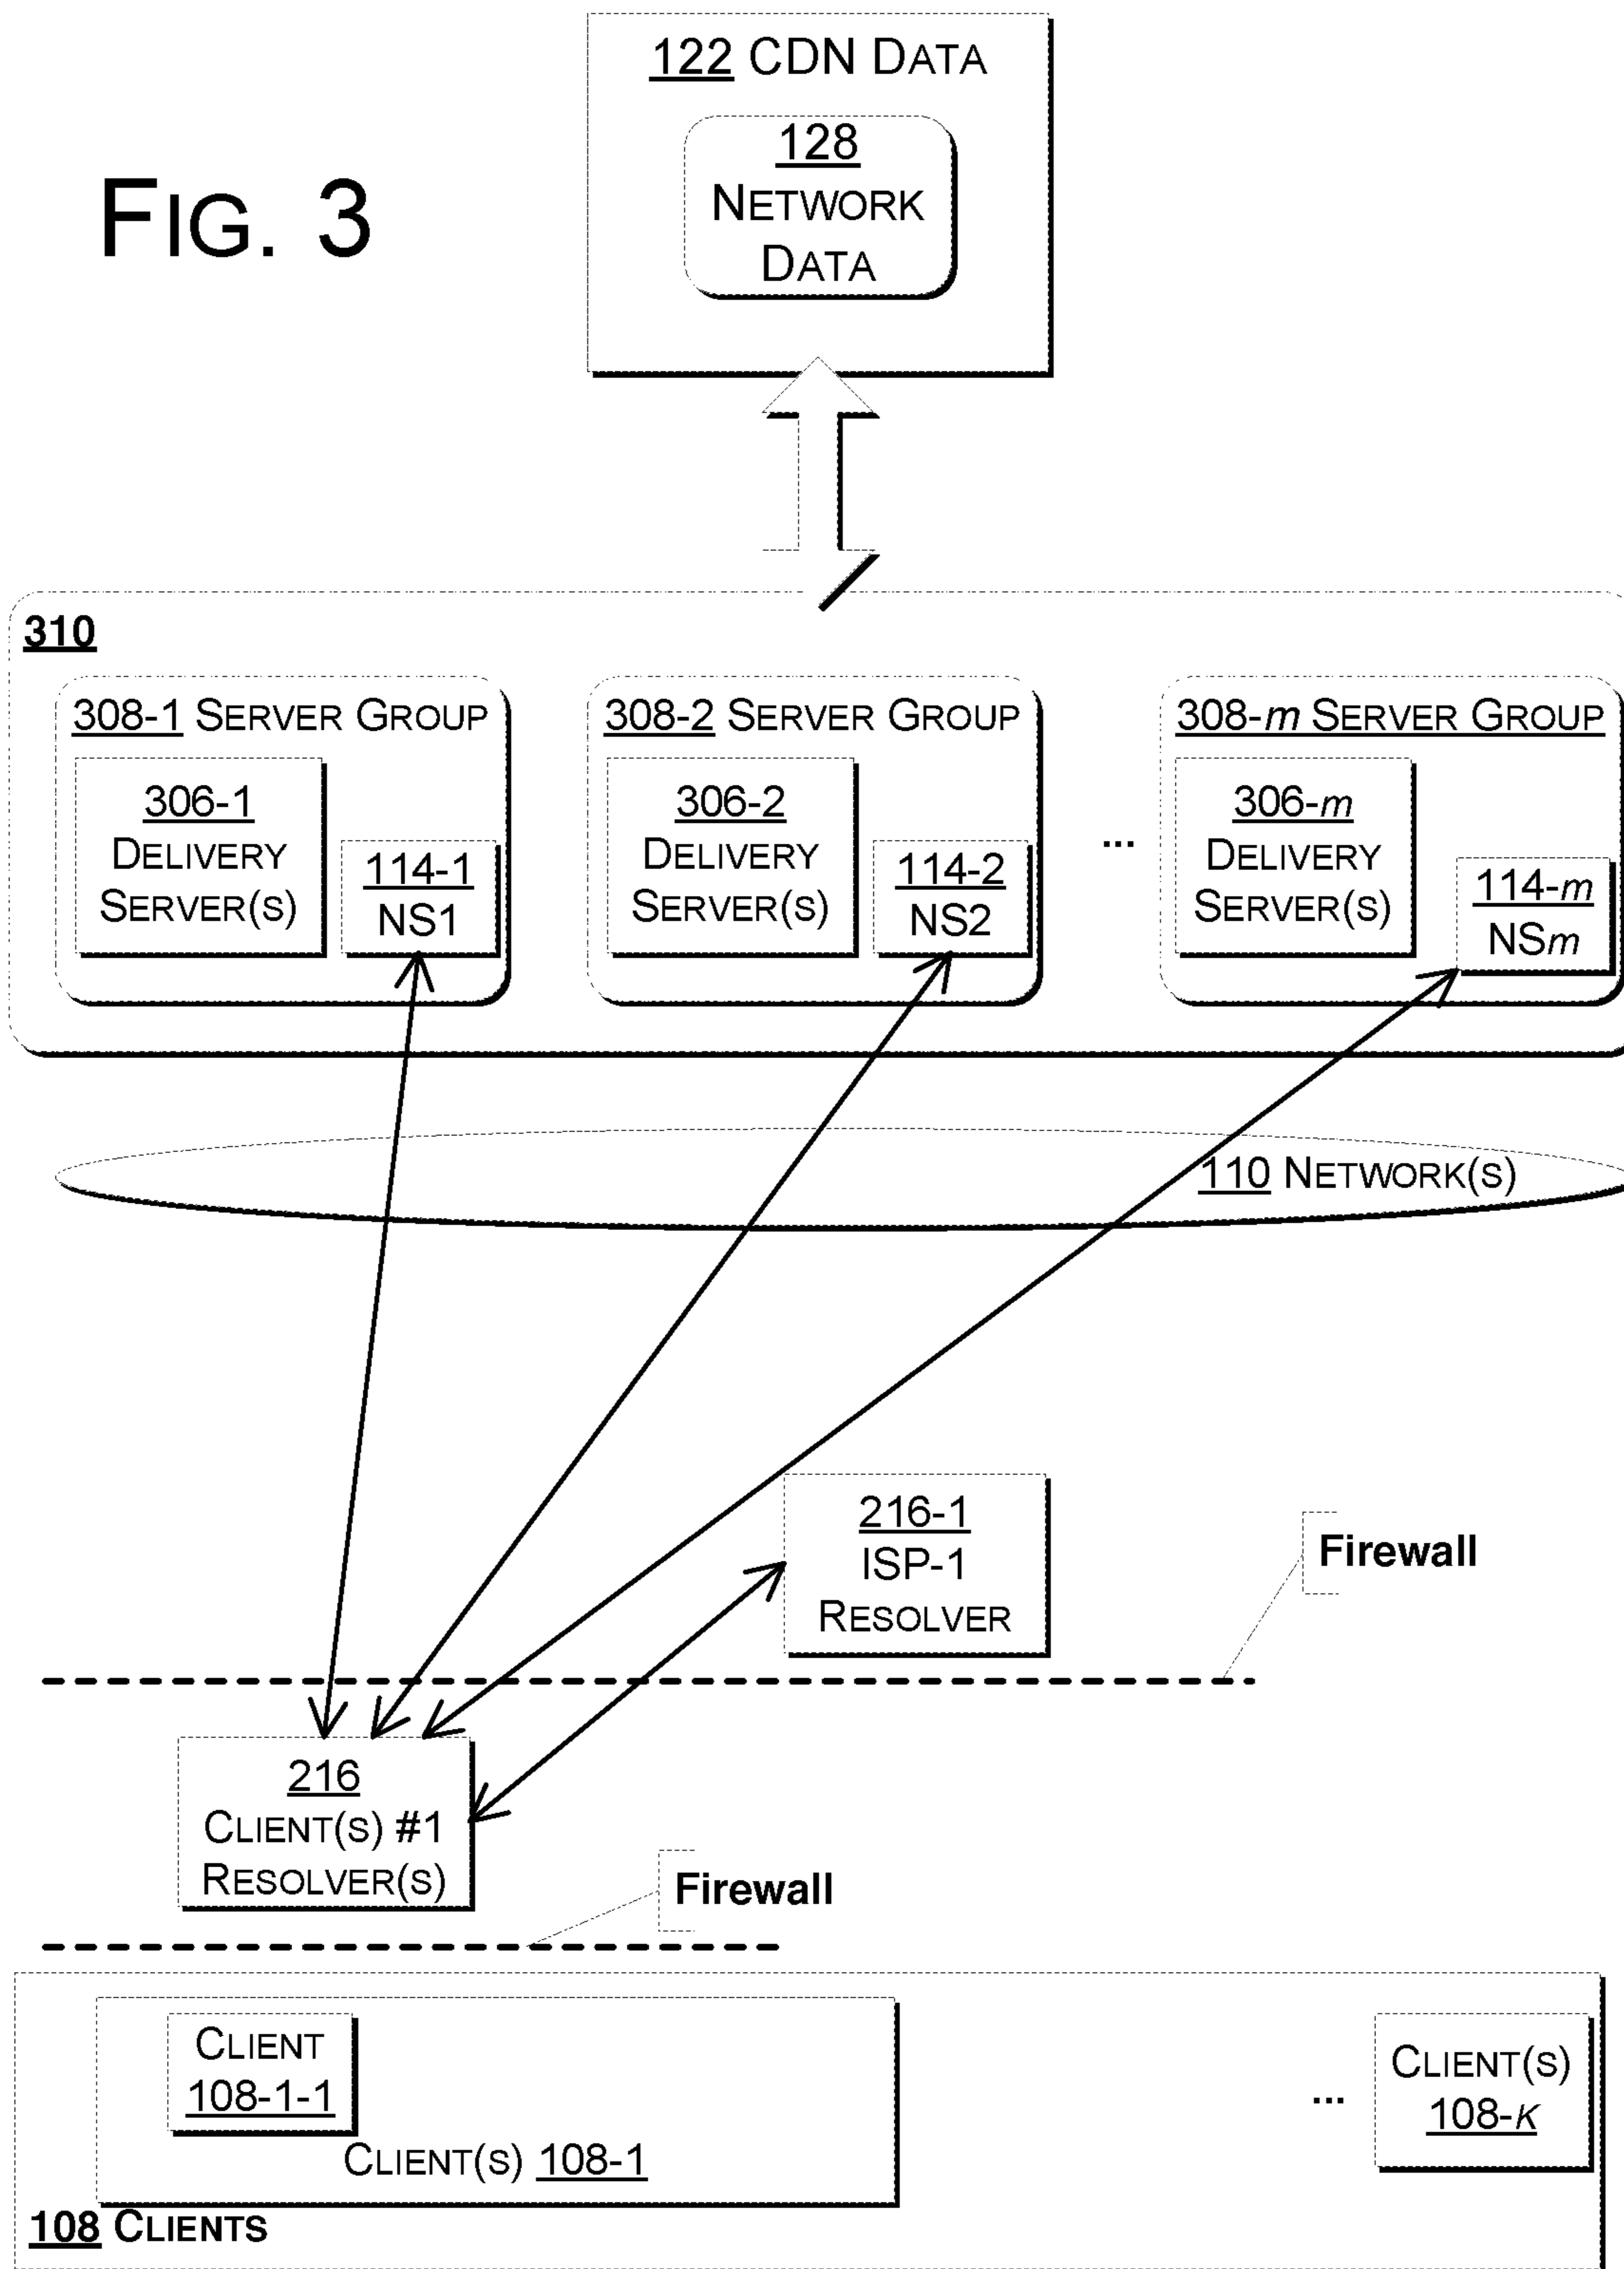 122 CDN DATA
128
NETWORK
DATA
FIG. 3
310
308-1 SERVER GROUP
306-1
DELIVERY
SERVER(S)
114-1
NS1
308-2 SERVER GROUP
306-2
DELIVERY
SERVER(S)
114-2
NS2
...
308-m SERVER GROUP
306-m
DELIVERY
SERVER(S)
114-m
NSm
110 NETWORK(S)
216-1
ISP-1
RESOLVER
Firewall
216
CLIENT(S) #1
RESOLVER(S)
Firewall
CLIENT
108-1-1
CLIENT(S) 108-1
...
CLIENT(S)
108-K
108 CLIENTS